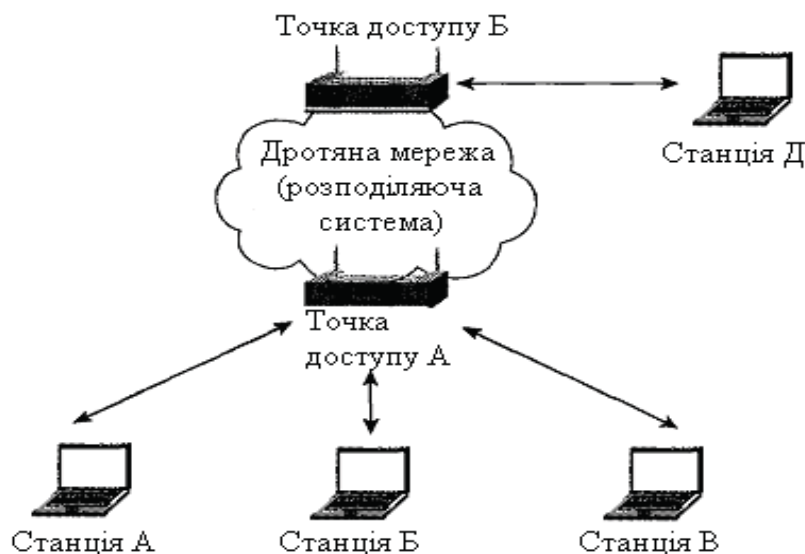 Точка доступу Б
Станція Д
Дротяна мережа
(розподіляюча
система)
Точка
доступу А
Станція А
Станція Б
Станція В